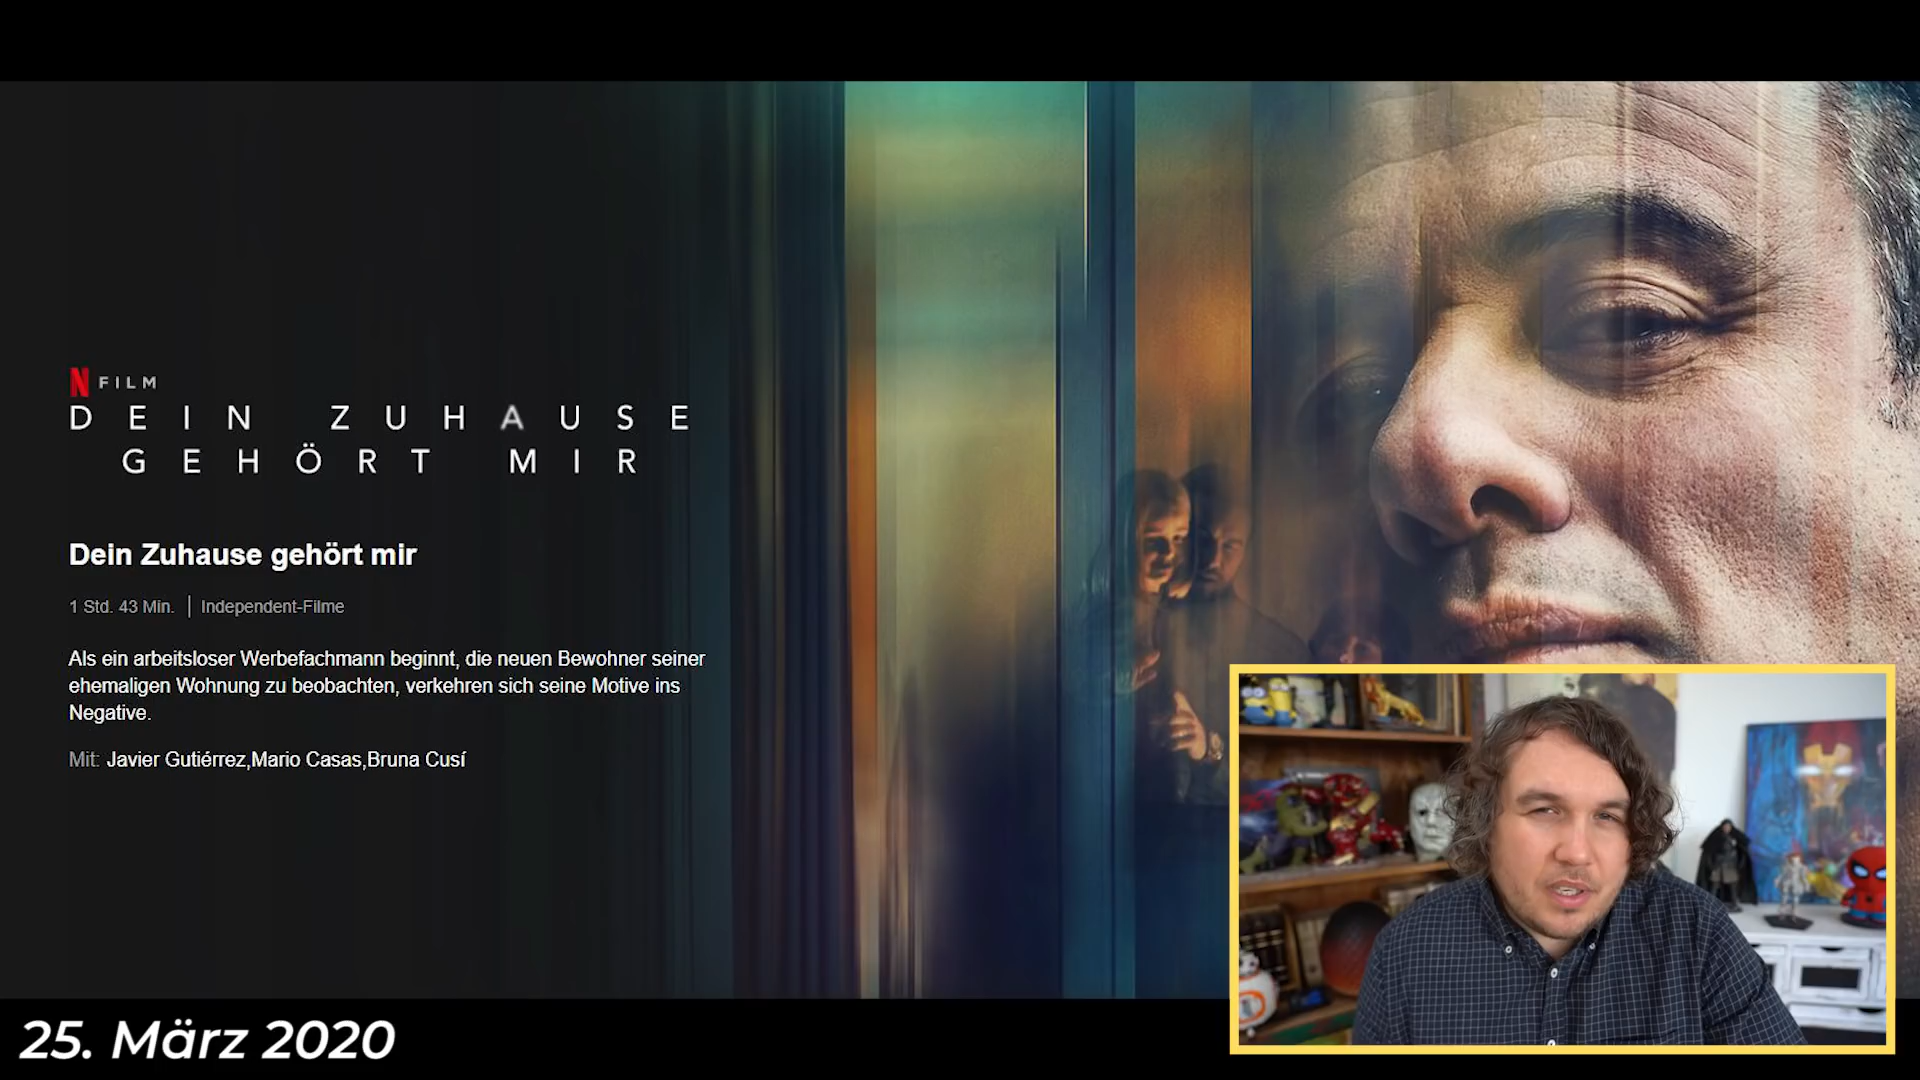 N FILM
DEIN ZUHAUSE
GEHÖRT MIR
Dein Zuhause gehört mir
1 Std. 43 Min. | Independent-Filme
Als ein arbeitsloser Werbefachmann beginnt, die neuen Bewohner seiner
ehemaligen Wohnung zu beobachten, verkehren sich seine Motive ins
Negative.
Mit: Javier Gutiérrez,Mario Casas,Bruna Cusí
25. März 2020